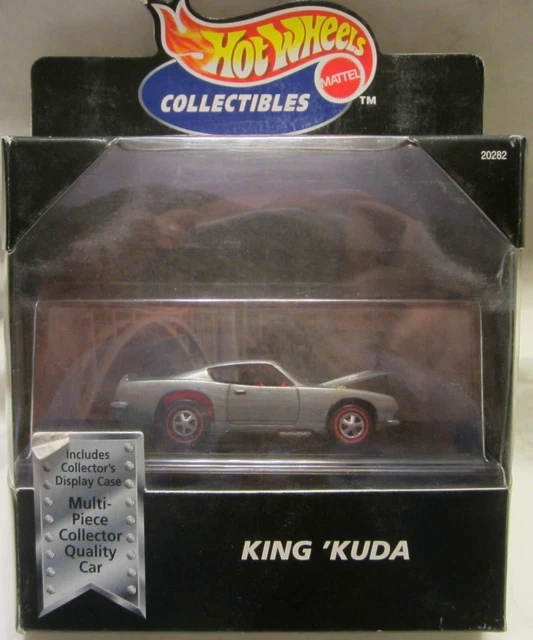 Hot Wheels
MATTEL
COLLECTIBLES ™
20282
Includes
Collector's
Display Case
Multi-
Piece
Collector
Quality
Car
KING 'KUDA